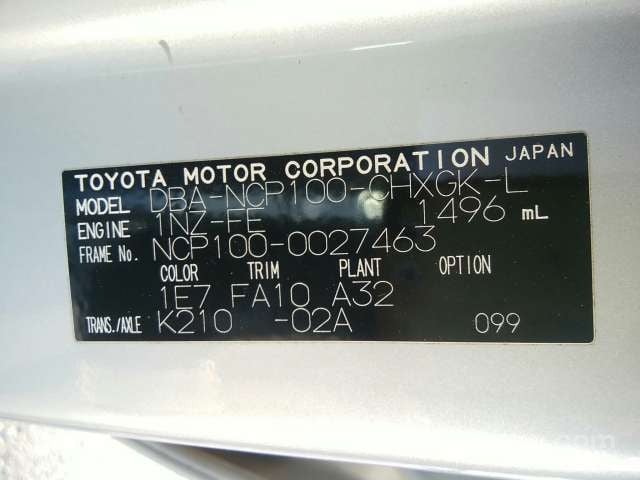 TOYOTA MOTOR CORPORATION JAPAN
MODEL DBA-NCP100-CHXGK-L
ENGINE 1NZ-FE 1496 mL
FRAME No. NCP100-0027463
COLOR TRIM PLANT OPTION
1E7 FA10 A32
TRANS./AXLE K210 -02A 099